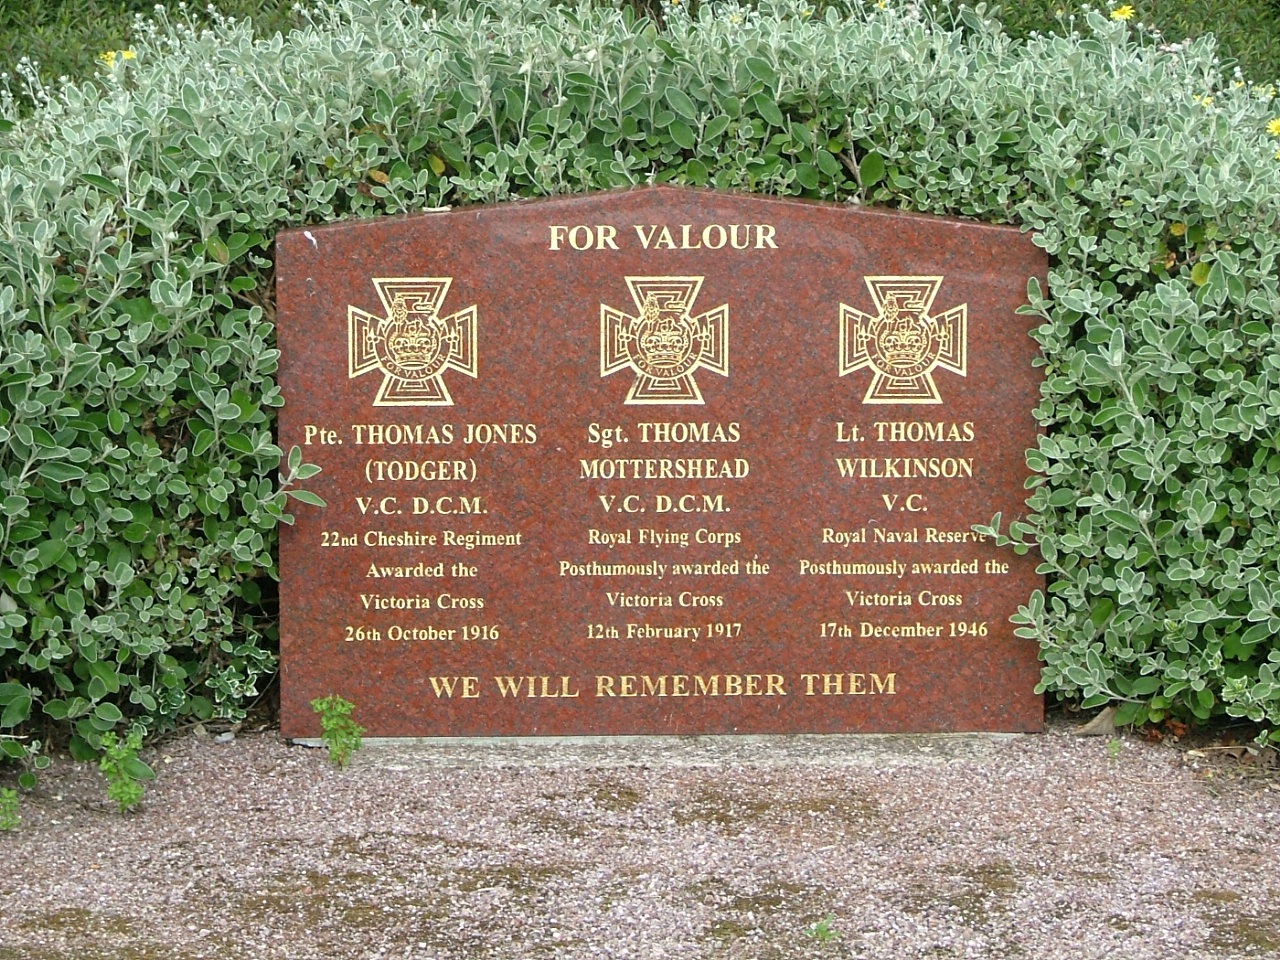 FOR VALOUR
FOR VALOUR
FOR VALOUR
FOR VALOUR
Pte. THOMAS JONES
(TODGER)
V.C. D.C.M.
22nd Cheshire Regiment
Awarded the
Victoria Cross
26th October 1916
Sgt. THOMAS
MOTTERSHEAD
V.C. D.C.M.
Royal Flying Corps
Posthumously awarded the
Victoria Cross
12th February 1917
Lt. THOMAS
WILKINSON
V.C.
Royal Naval Reserve
Posthumously awarded the
Victoria Cross
17th December 1946
WE WILL REMEMBER THEM